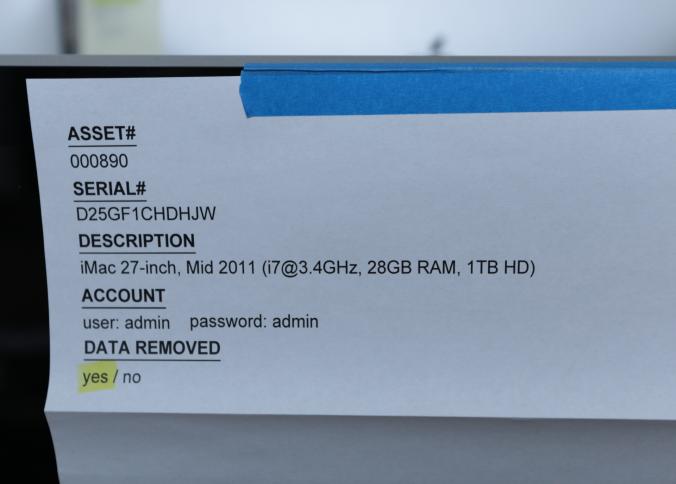 ASSET#
000890
SERIAL#
D25GF1CHDHJW
DESCRIPTION
iMac 27-inch, Mid 2011 (i7@3.4GHz, 28GB RAM, 1TB HD)
ACCOUNT
user: admin password: admin
DATA REMOVED
yes / no